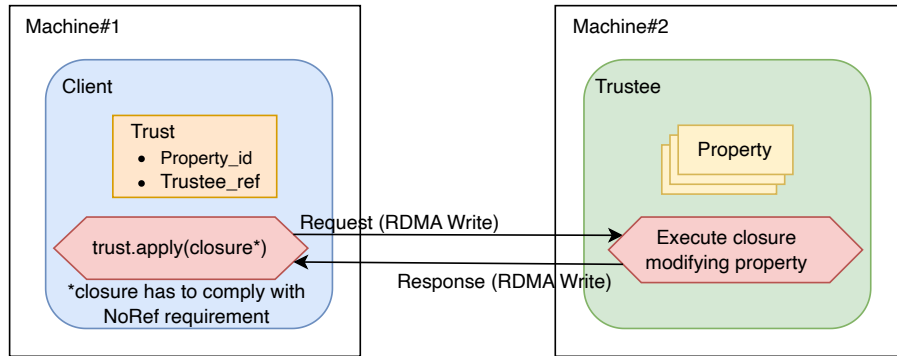 Machine#1
Client
Trust
• Property_id
• Trustee_ref
trust.apply(closure*)
*closure has to comply with
NoRef requirement
Request (RDMA Write)
Response (RDMA Write)
Machine#2
Trustee
Property
Execute closure
modifying property